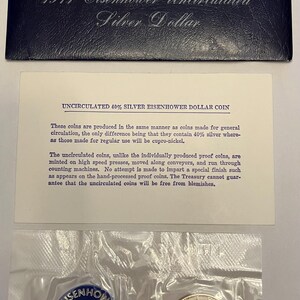 1971 Eisenhower Uncirculated
Silver Dollar
UNCIRCULATED 40% SILVER EISENHOWER DOLLAR COIN
These coins are produced in the same manner as coins made for general
circulation, the only difference being that they contain 40% silver where-
as those made for regular use will be cupro-nickel.
The uncirculated coins, unlike the individually produced proof coins, are
minted on high speed presses, moved along conveyors, and run through
counting machines. No attempt is made to impart a special finish such
as appears on the hand-processed proof coins. The Treasury cannot guar-
antee that the uncirculated coins will be free from blemishes.
EISENHOWER